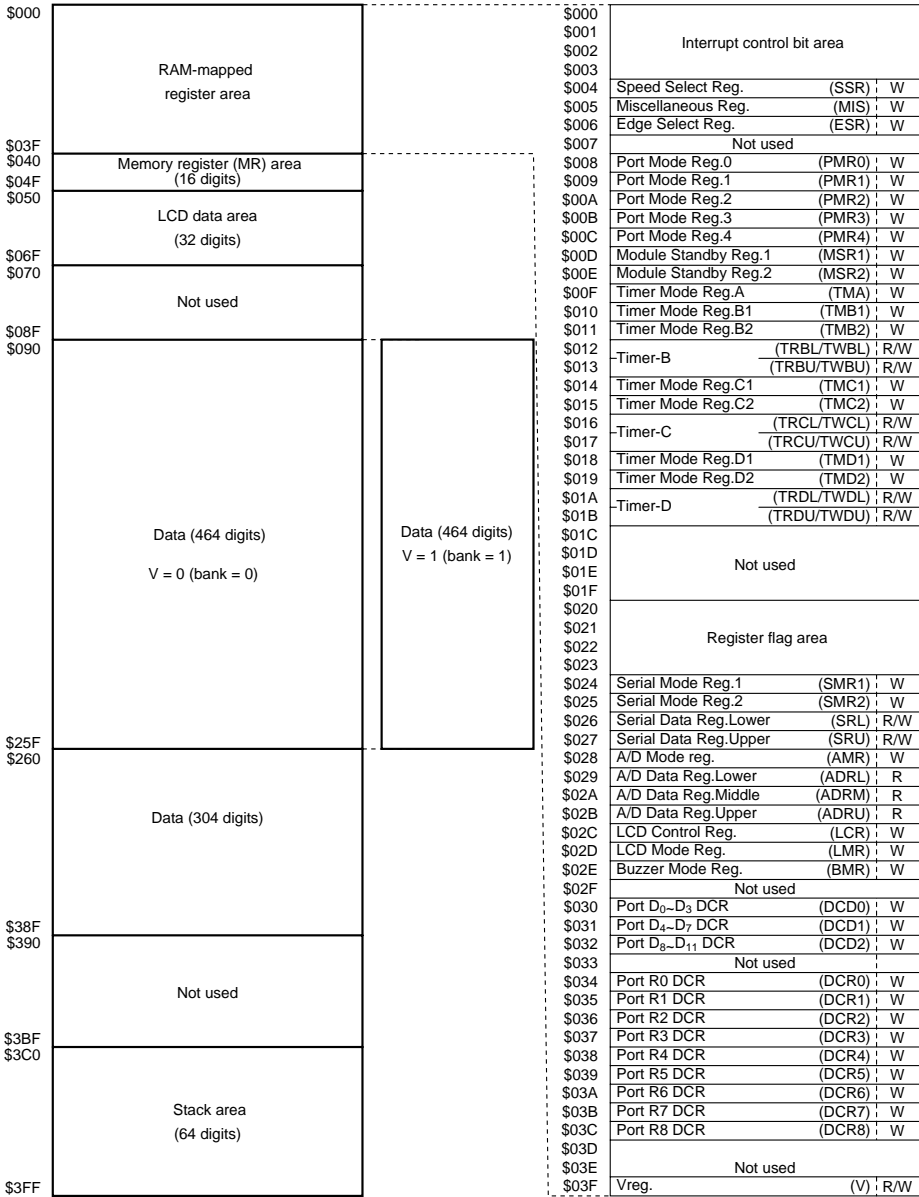 $000
RAM-mapped
register area
$03F
$040
Memory register (MR) area
(16 digits)
$04F
$050
LCD data area
(32 digits)
$06F
$070
Not used
$08F
$090
Data (464 digits)
V = 0 (bank = 0)
Data (464 digits)
V = 1 (bank = 1)
$25F
$260
Data (304 digits)
$38F
$390
Not used
$3BF
$3C0
Stack area
(64 digits)
$3FF
$000
$001
Interrupt control bit area
$002
$003
$004 Speed Select Reg. (SSR) W
$005 Miscellaneous Reg. (MIS) W
$006 Edge Select Reg. (ESR) W
$007 Not used
$008 Port Mode Reg.0 (PMR0) W
$009 Port Mode Reg.1 (PMR1) W
$00A Port Mode Reg.2 (PMR2) W
$00B Port Mode Reg.3 (PMR3) W
$00C Port Mode Reg.4 (PMR4) W
$00D Module Standby Reg.1 (MSR1) W
$00E Module Standby Reg.2 (MSR2) W
$00F Timer Mode Reg.A (TMA) W
$010 Timer Mode Reg.B1 (TMB1) W
$011 Timer Mode Reg.B2 (TMB2) W
$012 (TRBL/TWBL) R/W
Timer-B
$013 (TRBU/TWBU) R/W
$014 Timer Mode Reg.C1 (TMC1) W
$015 Timer Mode Reg.C2 (TMC2) W
$016 (TRCL/TWCL) R/W
Timer-C
$017 (TRCU/TWCU) R/W
$018 Timer Mode Reg.D1 (TMD1) W
$019 Timer Mode Reg.D2 (TMD2) W
$01A (TRDL/TWDL) R/W
Timer-D
$01B (TRDU/TWDU) R/W
$01C
$01D
Not used
$01E
$01F
$020
$021
Register flag area
$022
$023
$024 Serial Mode Reg.1 (SMR1) W
$025 Serial Mode Reg.2 (SMR2) W
$026 Serial Data Reg.Lower (SRL) R/W
$027 Serial Data Reg.Upper (SRU) R/W
$028 A/D Mode reg. (AMR) W
$029 A/D Data Reg.Lower (ADRL) R
$02A A/D Data Reg.Middle (ADRM) R
$02B A/D Data Reg.Upper (ADRU) R
$02C LCD Control Reg. (LCR) W
$02D LCD Mode Reg. (LMR) W
$02E Buzzer Mode Reg. (BMR) W
$02F Not used
$030 Port D0~D3 DCR (DCD0) W
$031 Port D4~D7 DCR (DCD1) W
$032 Port D8~D11 DCR (DCD2) W
$033 Not used
$034 Port R0 DCR (DCR0) W
$035 Port R1 DCR (DCR1) W
$036 Port R2 DCR (DCR2) W
$037 Port R3 DCR (DCR3) W
$038 Port R4 DCR (DCR4) W
$039 Port R5 DCR (DCR5) W
$03A Port R6 DCR (DCR6) W
$03B Port R7 DCR (DCR7) W
$03C Port R8 DCR (DCR8) W
$03D
$03E Not used
$03F Vreg. (V) R/W